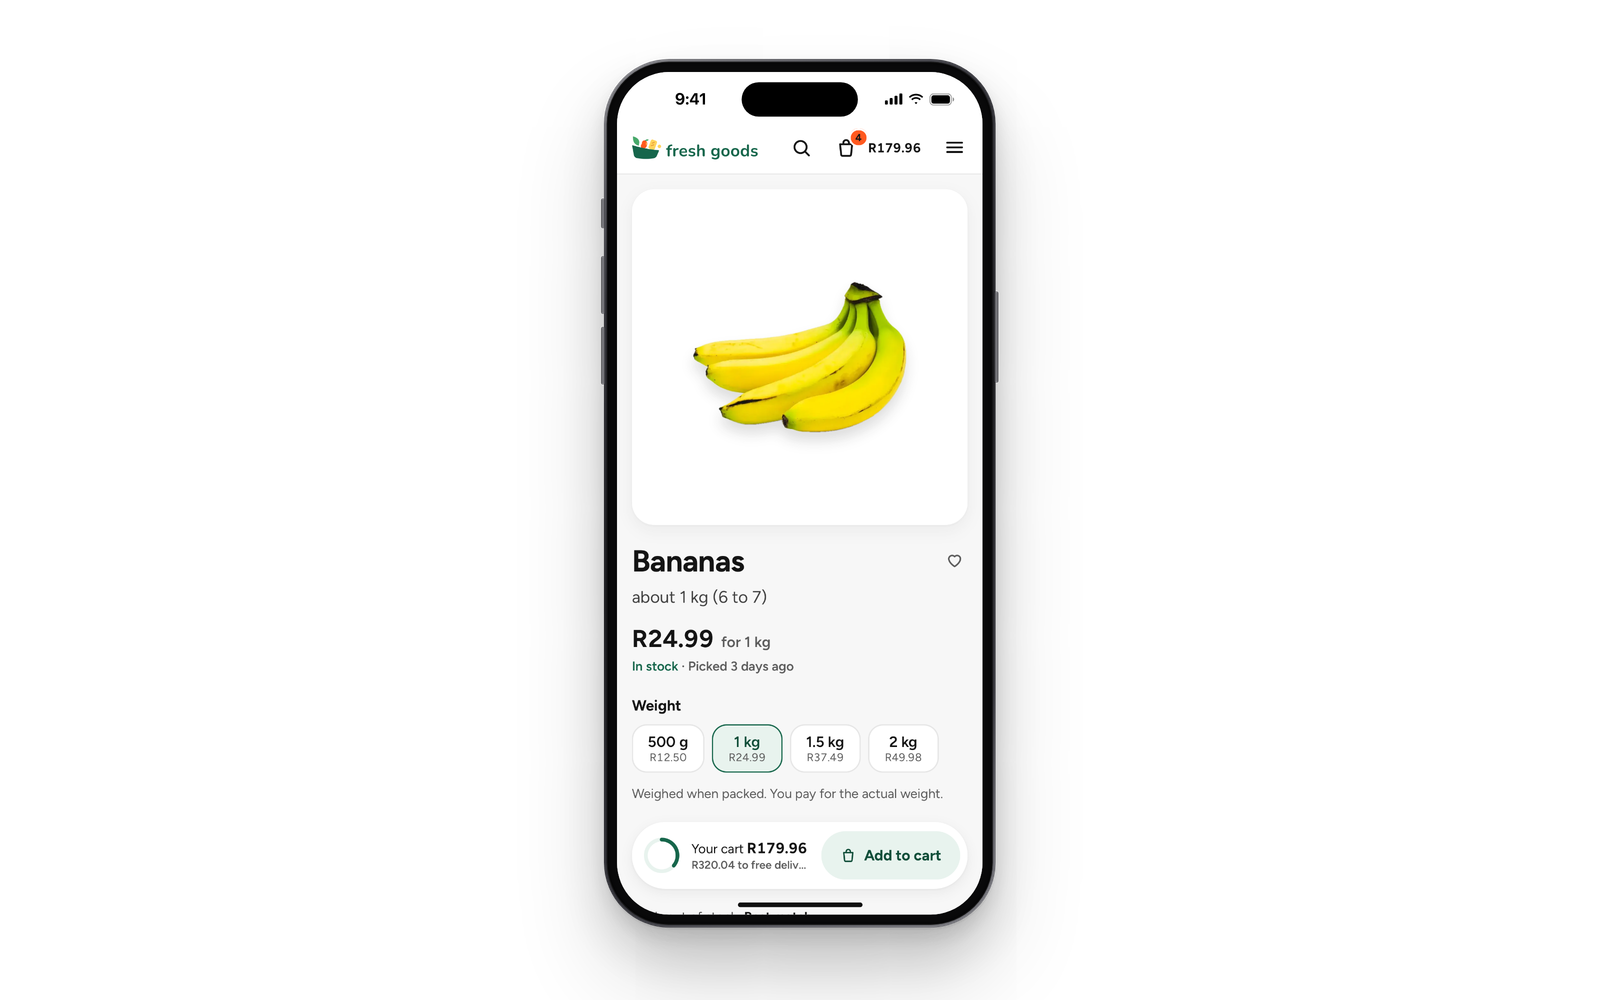 9:41
fresh goods
4
R179.96
Bananas
about 1 kg (6 to 7)
R24.99 for 1 kg
In stock · Picked 3 days ago
Weight
500 g
R12.50
1 kg
R24.99
1.5 kg
R37.49
2 kg
R49.98
Weighed when packed. You pay for the actual weight.
Your cart R179.96
R320.04 to free deliv...
Add to cart